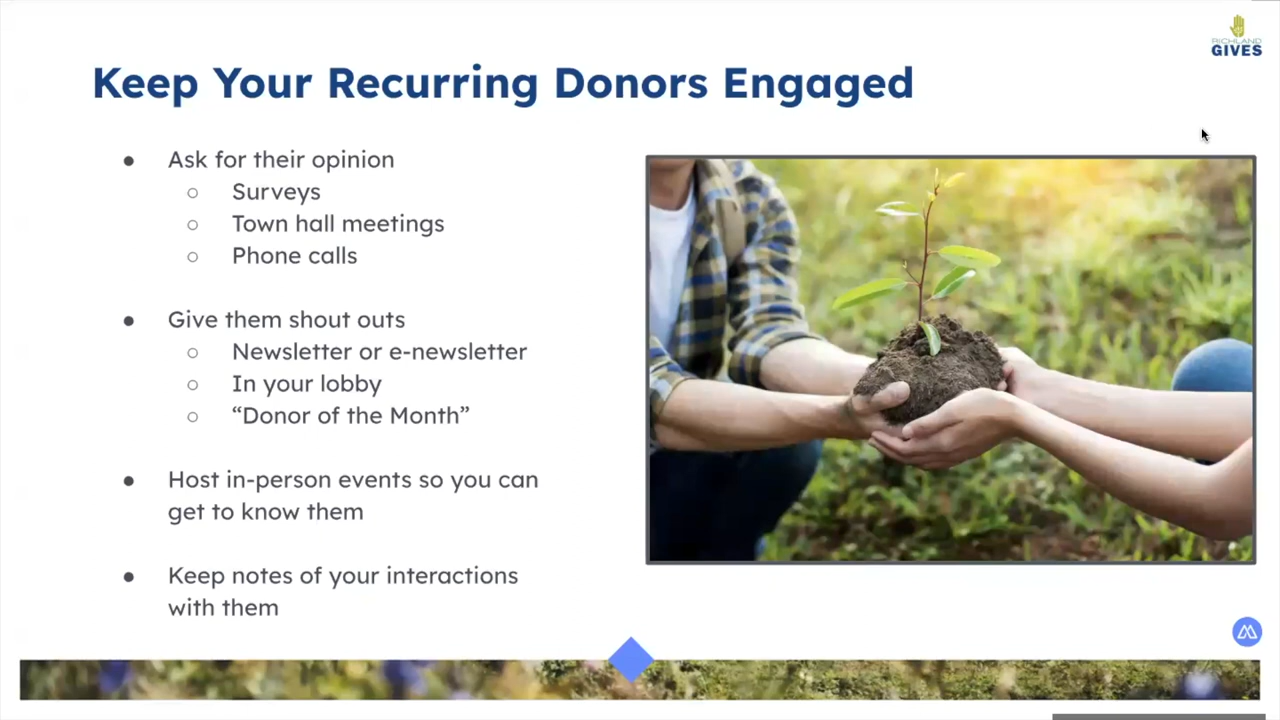 RICHLAND
GIVES
Keep Your Recurring Donors Engaged
● Ask for their opinion
○ Surveys
○ Town hall meetings
○ Phone calls
● Give them shout outs
○ Newsletter or e-newsletter
○ In your lobby
○ “Donor of the Month”
● Host in-person events so you can
get to know them
● Keep notes of your interactions
with them